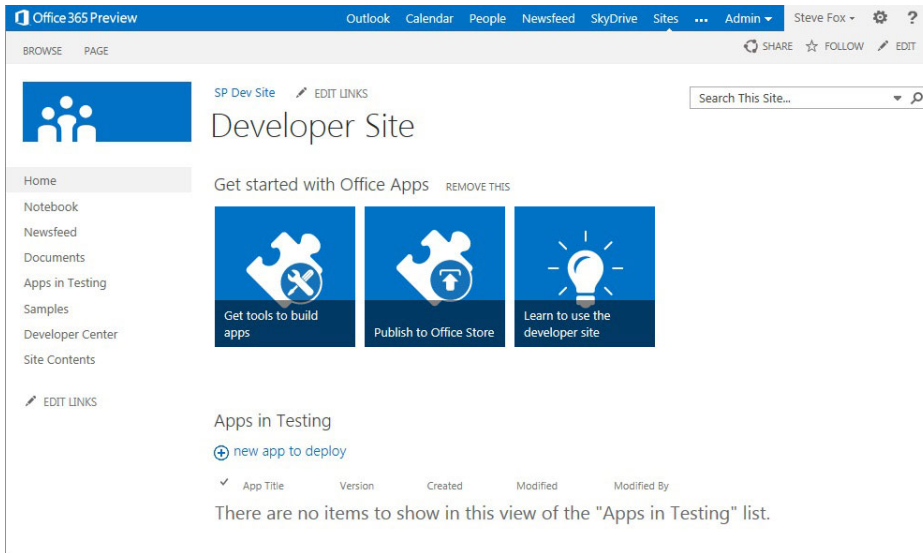 Office 365 Preview Outlook Calendar People Newsfeed SkyDrive Sites ... Admin Steve Fox ?
BROWSE PAGE SHARE FOLLOW EDIT
SP Dev Site EDIT LINKS
Search This Site...
Developer Site
Home
Notebook
Newsfeed
Documents
Apps in Testing
Samples
Developer Center
Site Contents
EDIT LINKS
Get started with Office Apps REMOVE THIS
Get tools to build
apps
Publish to Office Store
Learn to use the
developer site
Apps in Testing
new app to deploy
App Title Version Created Modified Modified By
There are no items to show in this view of the "Apps in Testing" list.